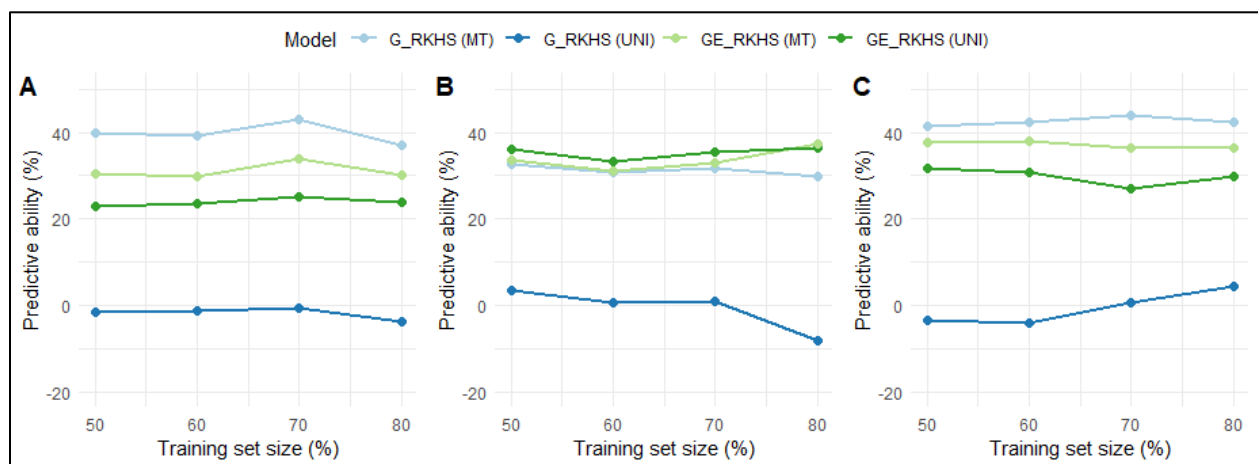 Model G_RKHS (MT) G_RKHS (UNI) GE_RKHS (MT) GE_RKHS (UNI)
A
Predictive ability (%)
40
20
0
-20
50 60 70 80
Training set size (%)
B
Predictive ability (%)
40
20
0
-20
50 60 70 80
Training set size (%)
C
Predictive ability (%)
40
20
0
-20
50 60 70 80
Training set size (%)